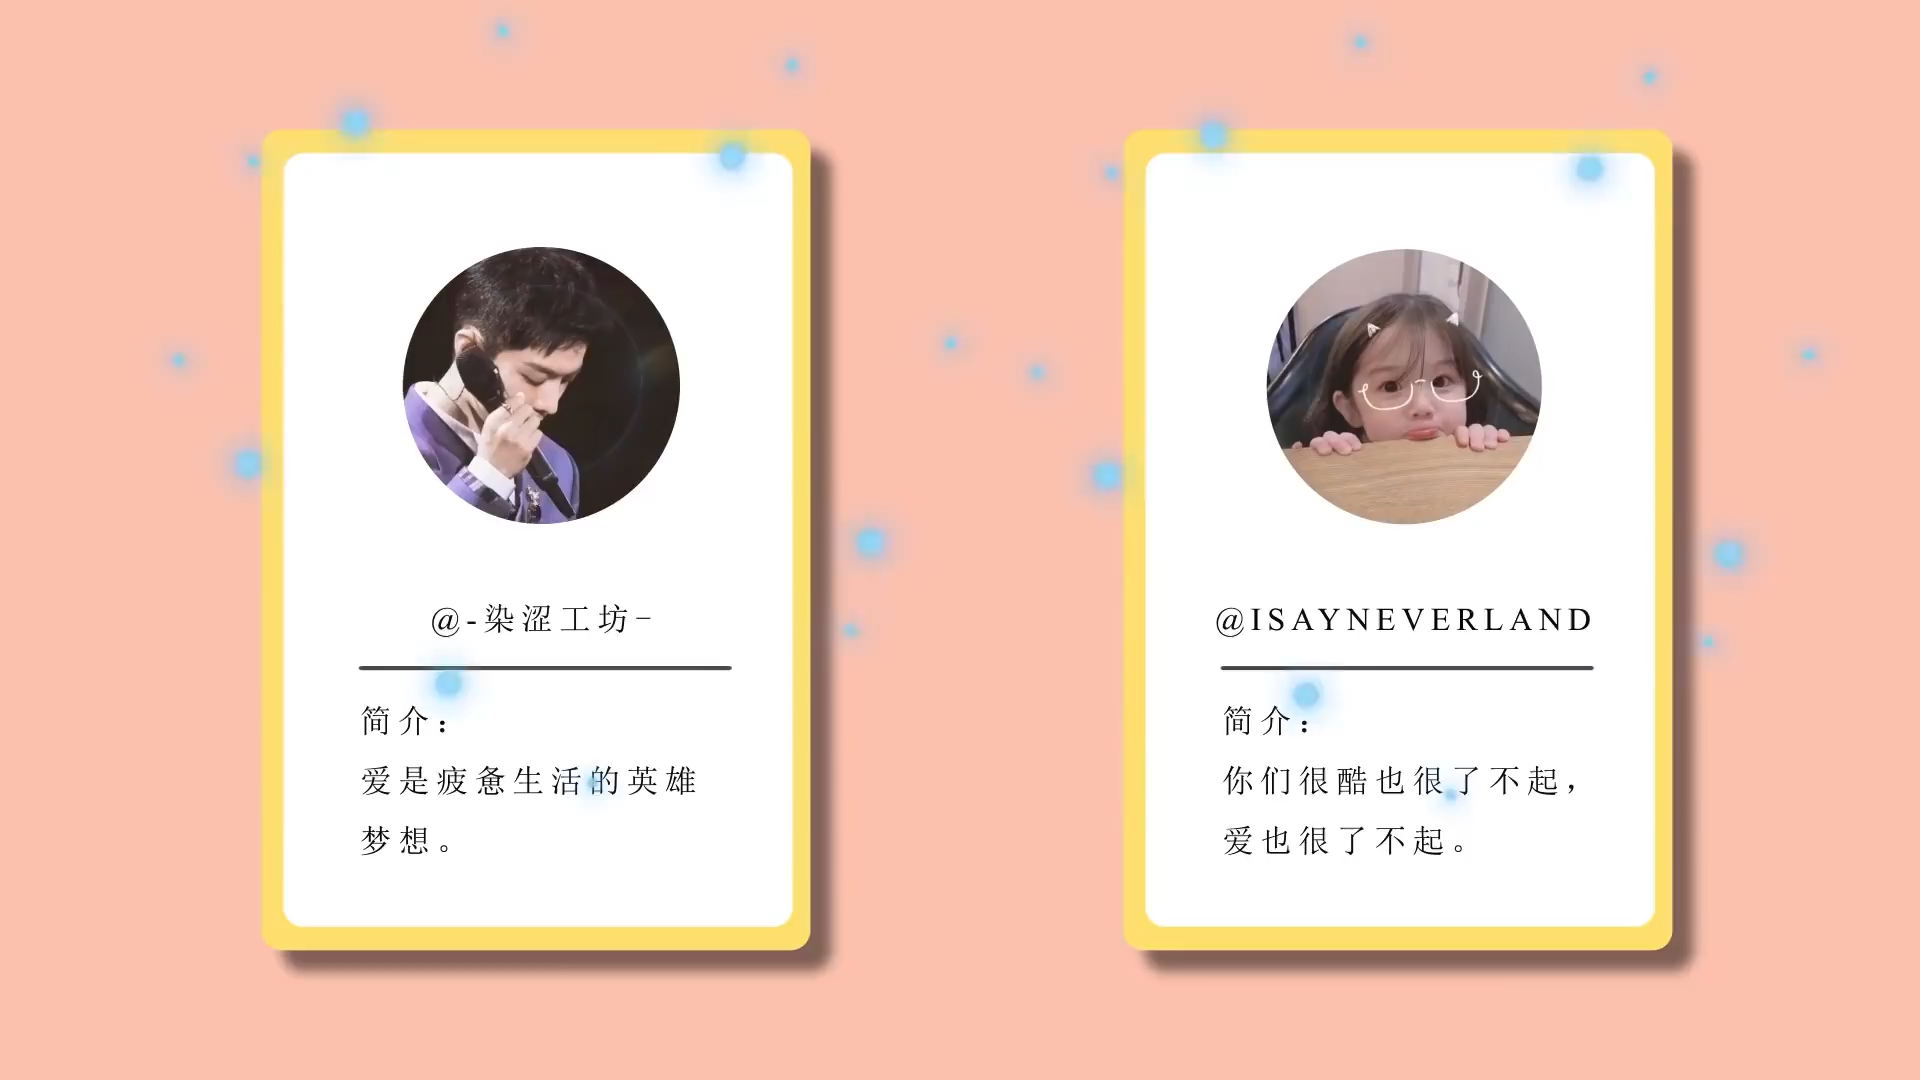 @-染涩工坊-
简介：
爱是疲惫生活的英雄
梦想。
@ISAYNEVERLAND
简介：
你们很酷也很了不起，
爱也很了不起。